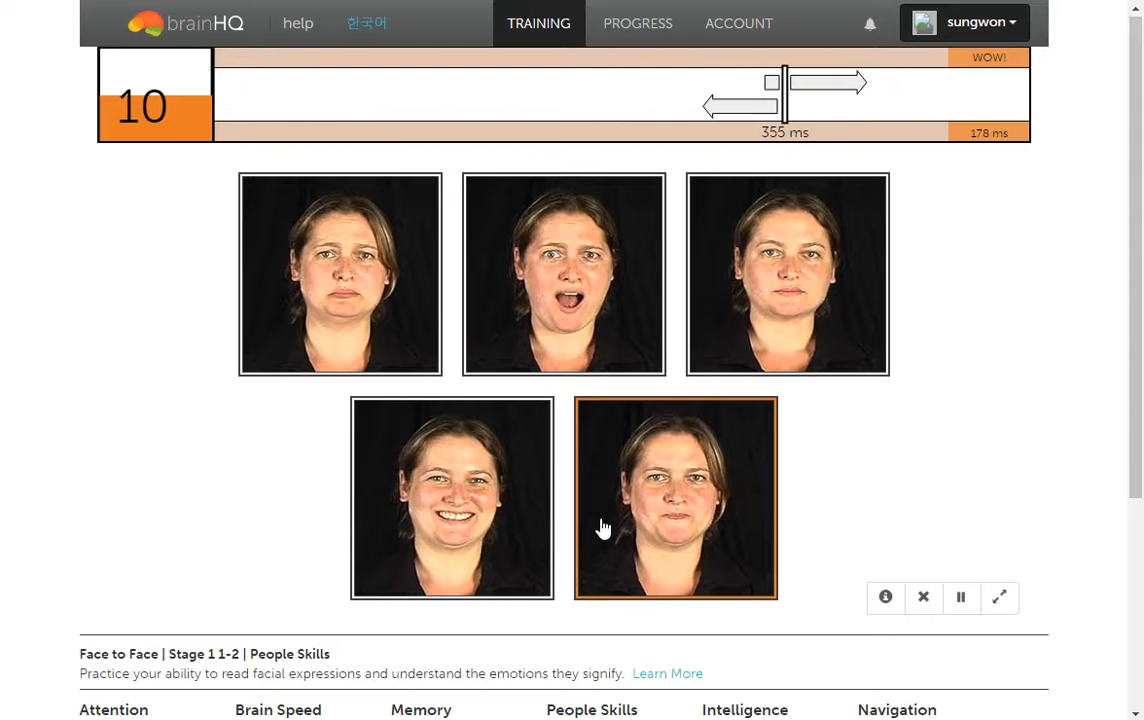 brainHQ help 한국어 TRAINING PROGRESS ACCOUNT sungwon
WOW!
10
355 ms 178 ms
Face to Face | Stage 1 1-2 | People Skills
Practice your ability to read facial expressions and understand the emotions they signify. Learn More
Attention Brain Speed Memory People Skills Intelligence Navigation